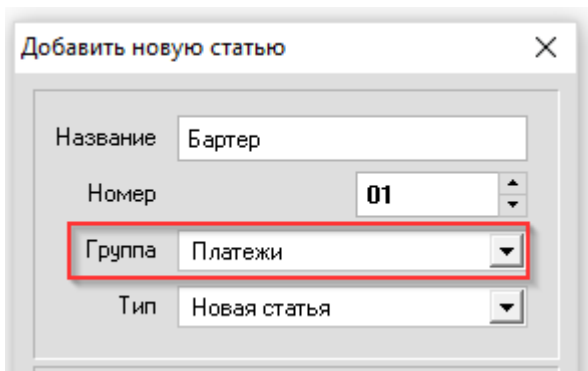 Добавить новую статью
Название Бартер
Номер 01
Группа Платежи
Тип Новая статья